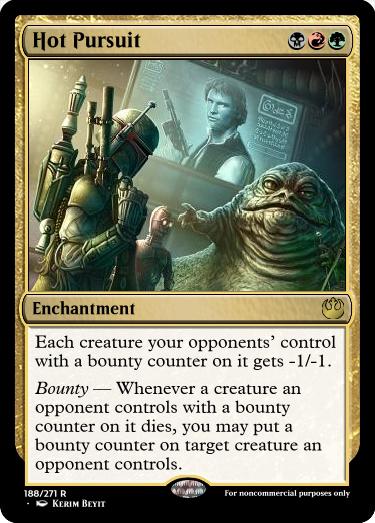 Hot Pursuit
Enchantment
Each creature your opponents' control
with a bounty counter on it gets -1/-1.
Bounty — Whenever a creature an
opponent controls with a bounty
counter on it dies, you may put a
bounty counter on target creature an
opponent controls.
188/271 R
For noncommercial purposes only
· Kerim Beyit